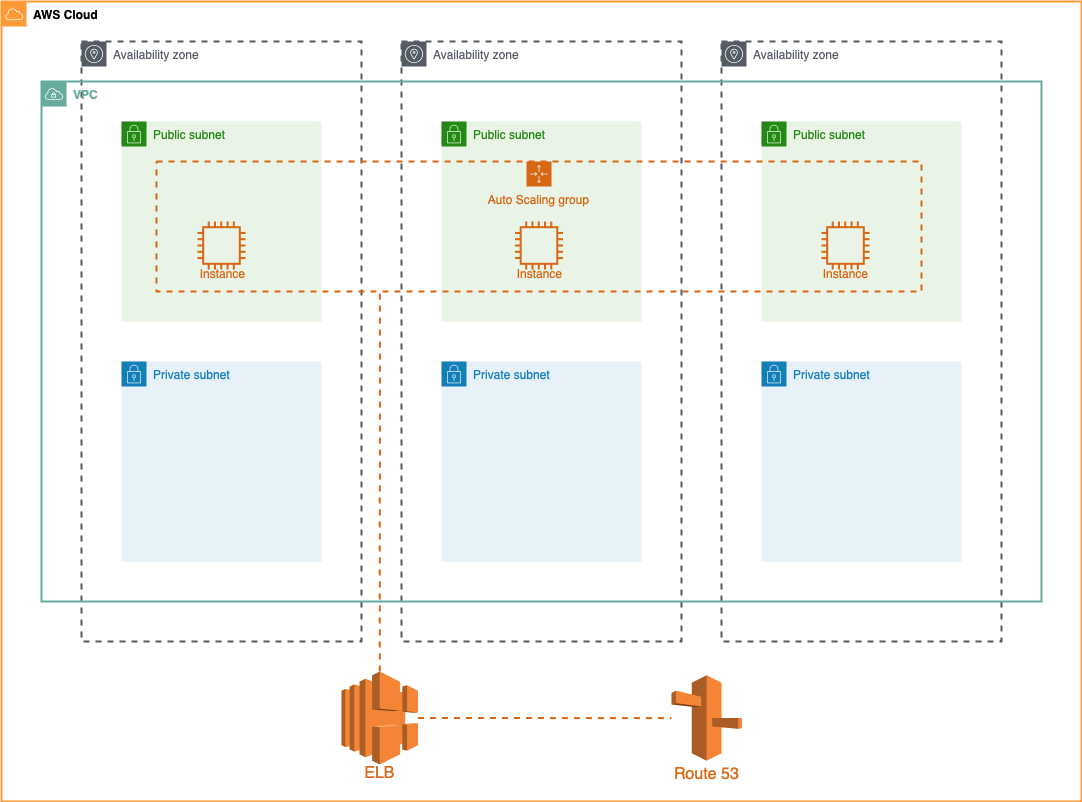 AWS Cloud
Availability zone
Availability zone
Availability zone
VPC
Public subnet
Public subnet
Public subnet
Auto Scaling group
Instance
Instance
Instance
Private subnet
Private subnet
Private subnet
ELB
Route 53